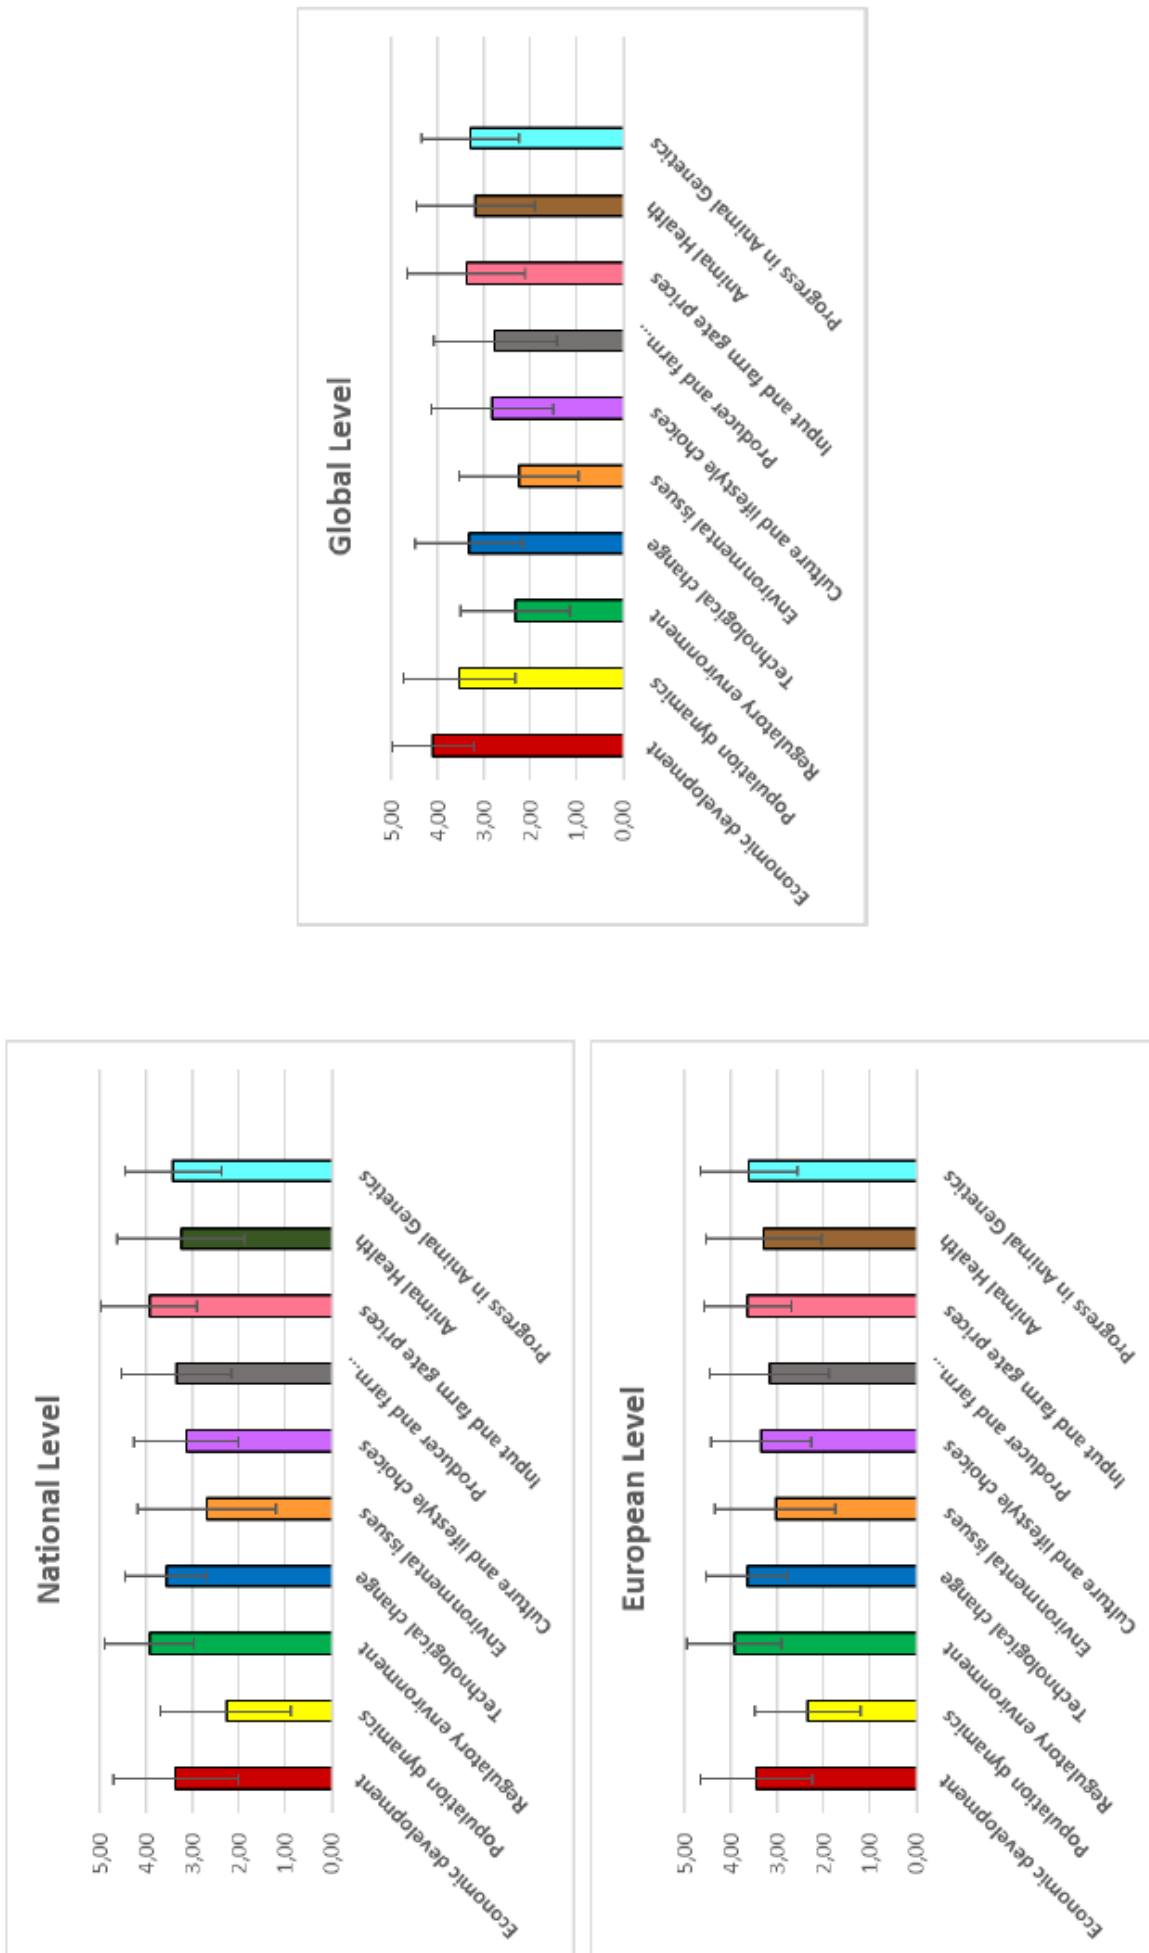 National Level
5,00
4,00
3,00
2,00
1,00
0,00
Economic development
Population dynamics
Regulatory environment
Technological change
Environmental issues
Culture and lifestyle choices
Producer and farm...
Input and farm gate prices
Animal Health
Progress in Animal Genetics
European Level
5,00
4,00
3,00
2,00
1,00
0,00
Economic development
Population dynamics
Regulatory environment
Technological change
Environmental issues
Culture and lifestyle choices
Producer and farm...
Input and farm gate prices
Animal Health
Progress in Animal Genetics
Global Level
5,00
4,00
3,00
2,00
1,00
0,00
Economic development
Population dynamics
Regulatory environment
Technological change
Environmental issues
Culture and lifestyle choices
Producer and farm...
Input and farm gate prices
Animal Health
Progress in Animal Genetics